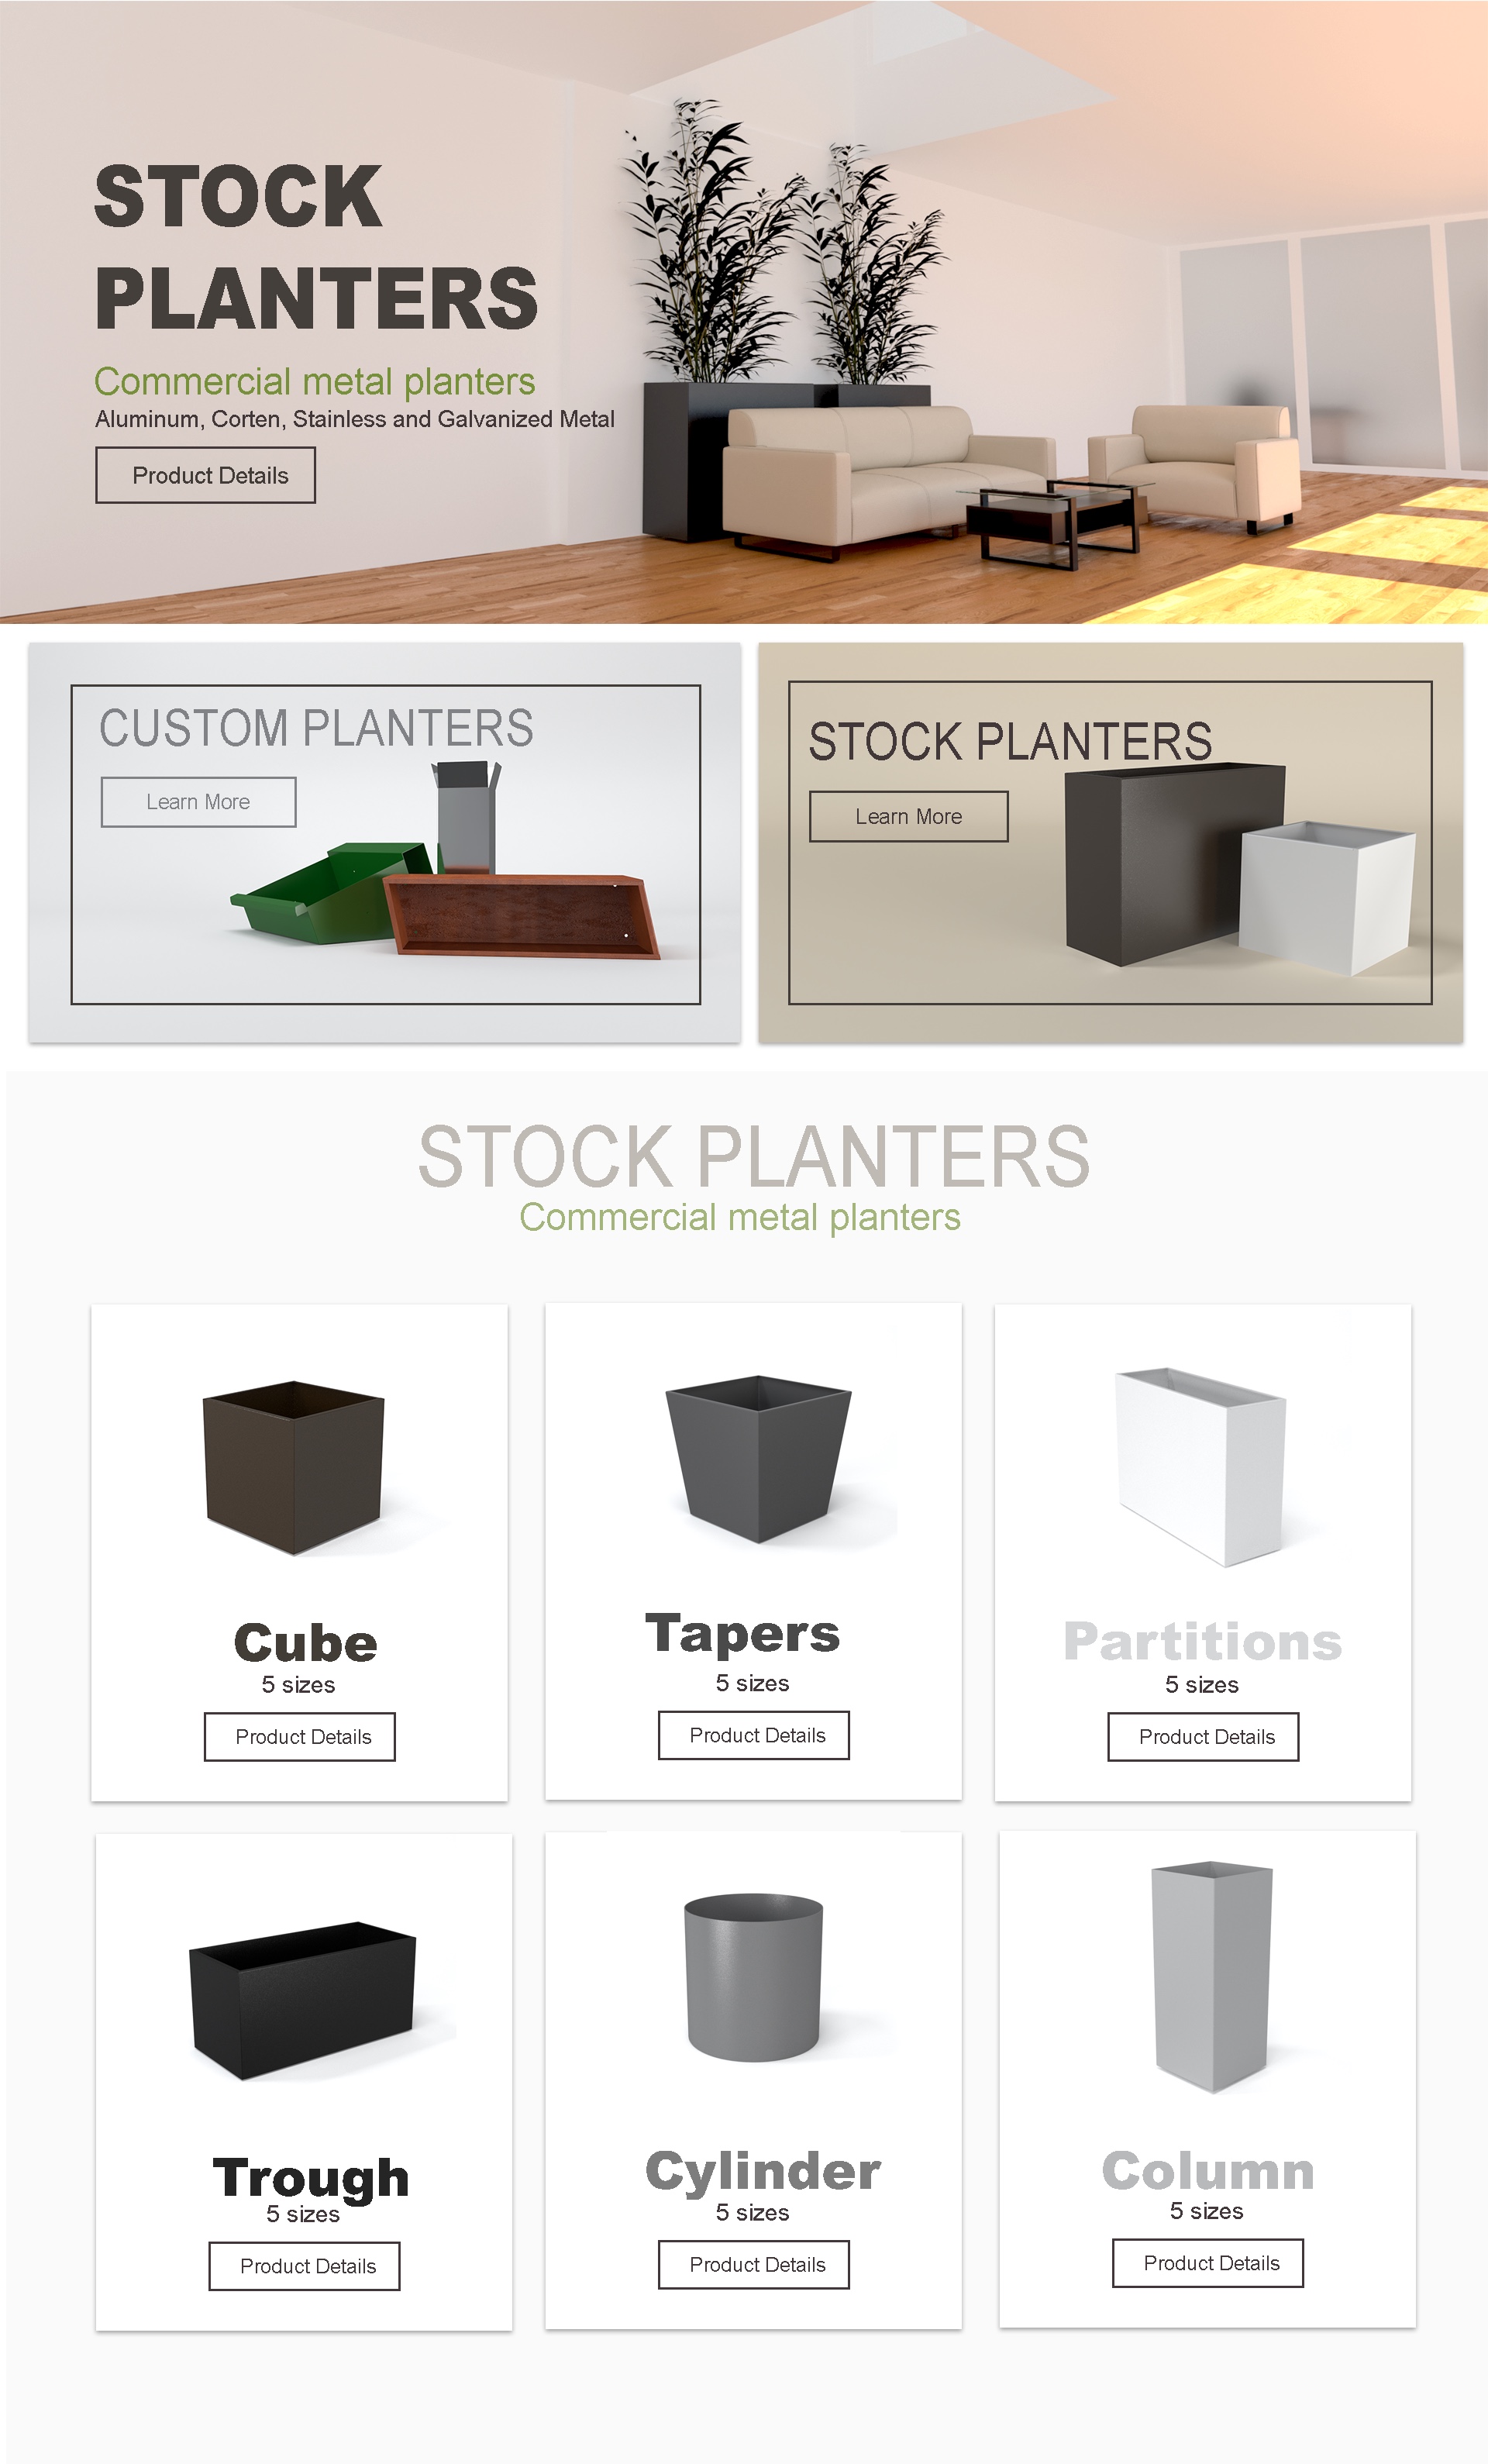 STOCK
PLANTERS
Commercial metal planters
Aluminum, Corten, Stainless and Galvanized Metal
Product Details
CUSTOM PLANTERS
Learn More
STOCK PLANTERS
Learn More
STOCK PLANTERS
Commercial metal planters
Cube
5 sizes
Product Details
Tapers
5 sizes
Product Details
Partitions
5 sizes
Product Details
Trough
5 sizes
Product Details
Cylinder
5 sizes
Product Details
Column
5 sizes
Product Details